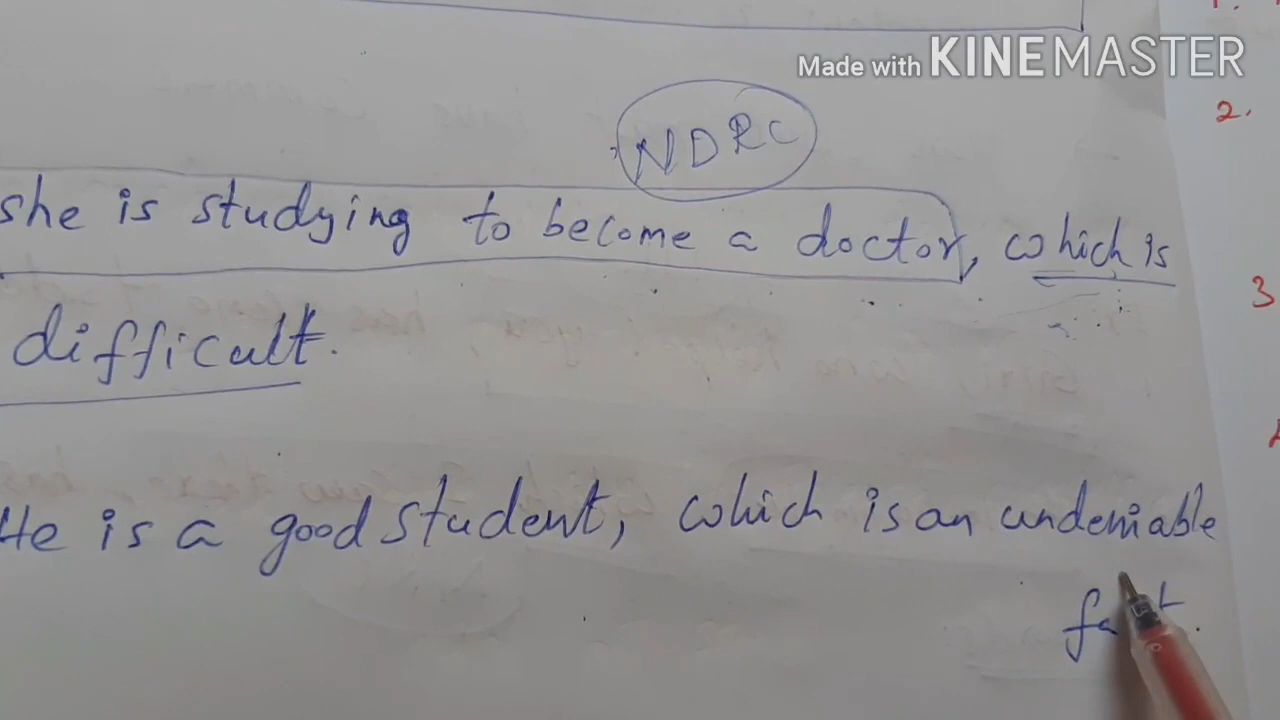 1.
Made with KINEMASTER
2.
NDRC
she is studying to become a doctor, which is
3
difficult.
He is a good student, which is an undeniable